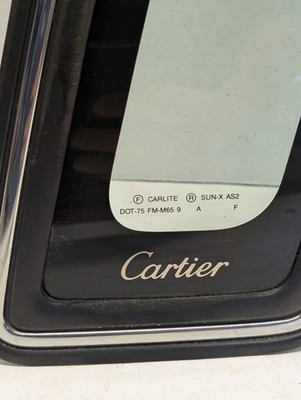 Ⓕ CARLITE Ⓡ SUN-X AS2
DOT-75 FM-M65 9 A F
Cartier